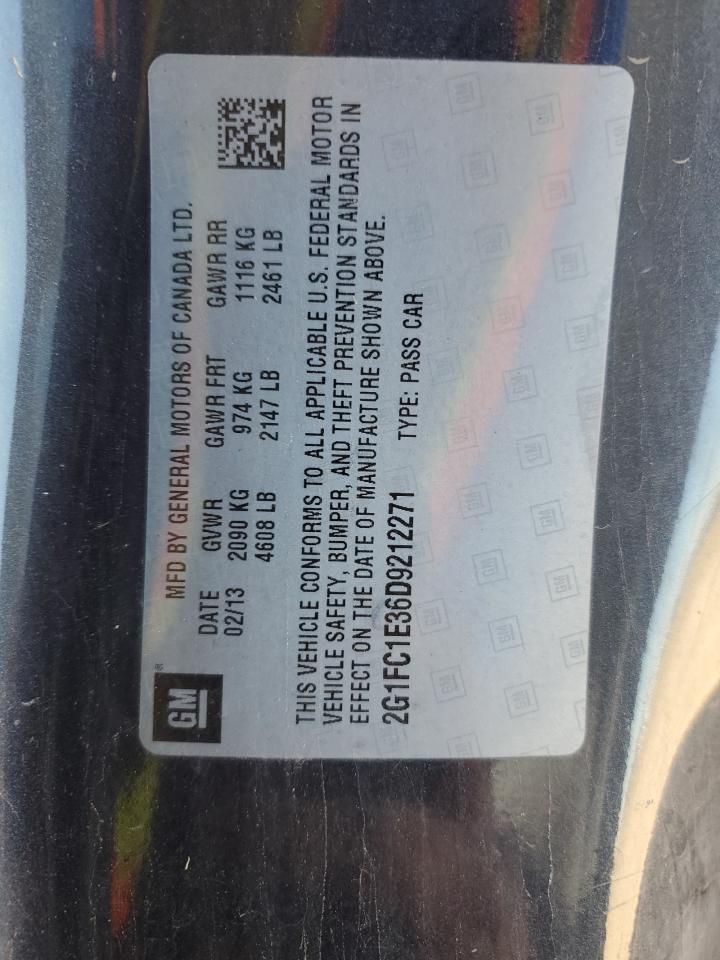 GM®
MFD BY GENERAL MOTORS OF CANADA LTD.
DATE GVWR GAWR FRT GAWR RR
02/13 2090 KG 974 KG 1116 KG
4608 LB 2147 LB 2461 LB
THIS VEHICLE CONFORMS TO ALL APPLICABLE U.S. FEDERAL MOTOR
VEHICLE SAFETY, BUMPER, AND THEFT PREVENTION STANDARDS IN
EFFECT ON THE DATE OF MANUFACTURE SHOWN ABOVE.
2G1FC1E36D9212271 TYPE: PASS CAR